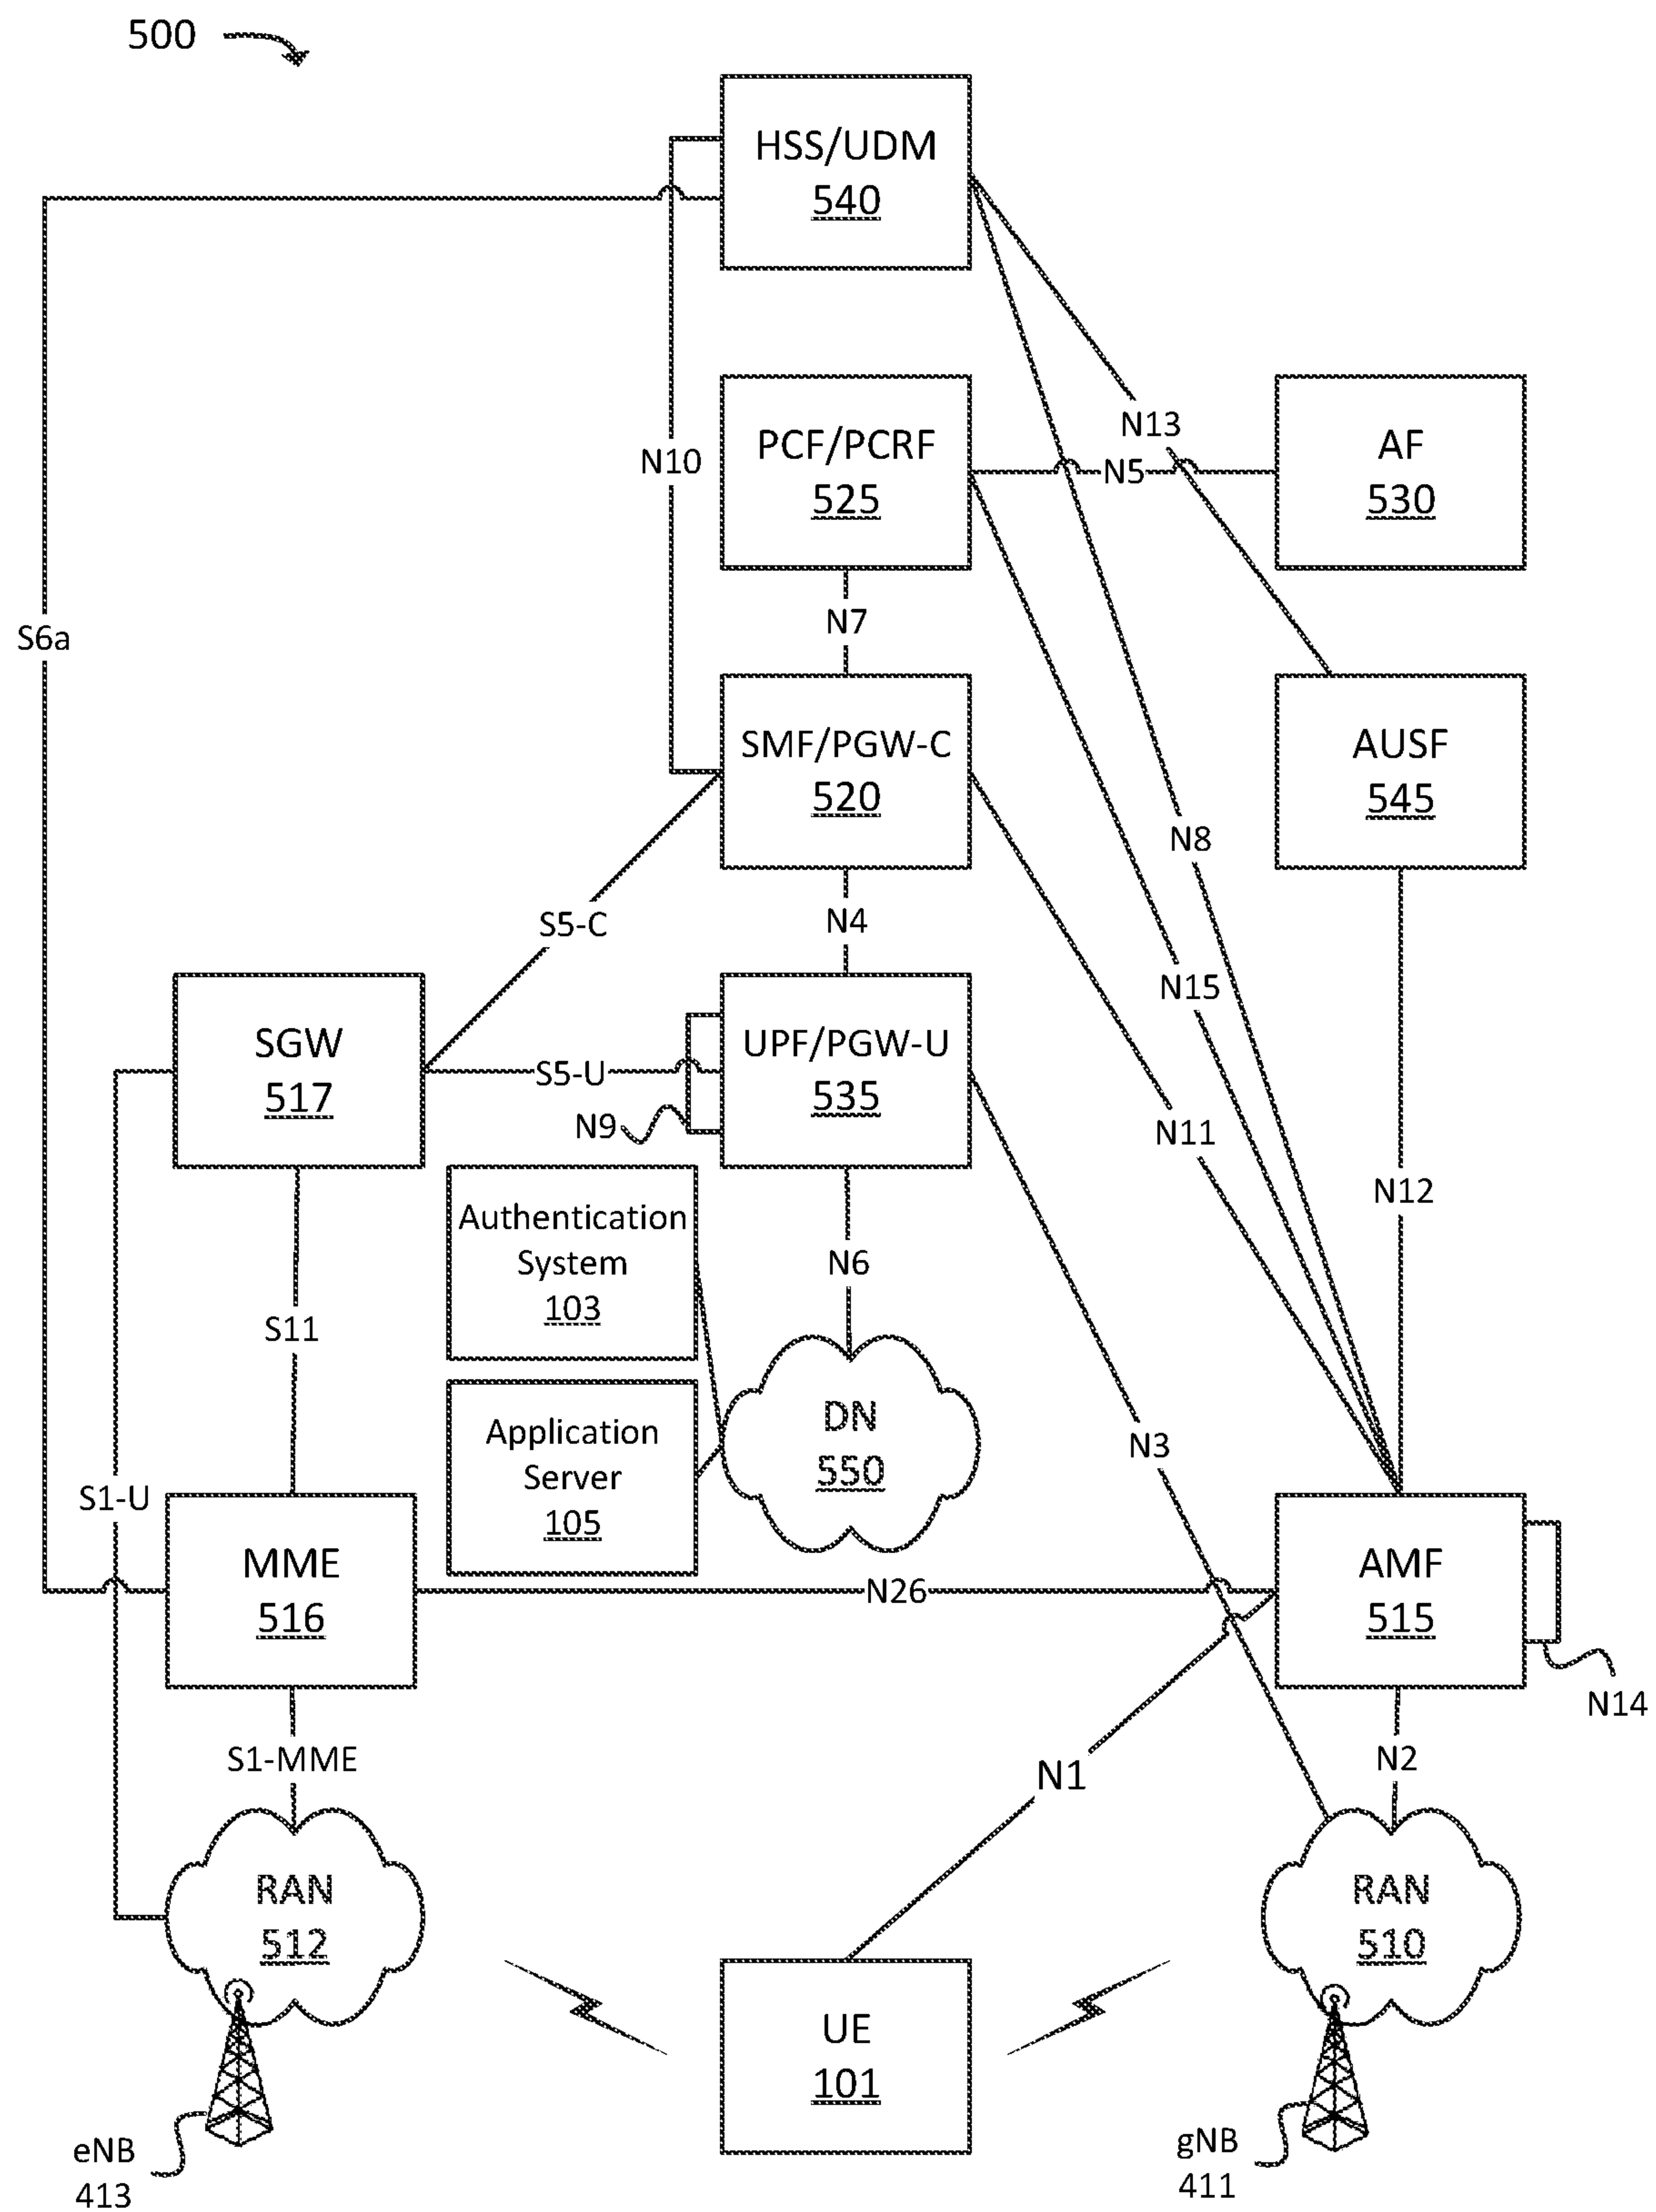 500
HSS/UDM
540
N13
PCF/PCRF
525
N5
AF
530
N10
N7
S6a
SMF/PGW-C
520
AUSF
545
N8
S5-C
N4
N15
SGW
517
S5-U
UPF/PGW-U
535
N9
N11
N12
Authentication
System
103
N6
S11
Application
Server
105
DN
550
N3
S1-U
MME
516
N26
AMF
515
N14
S1-MME
N1
N2
RAN
512
RAN
510
UE
101
eNB
413
gNB
411